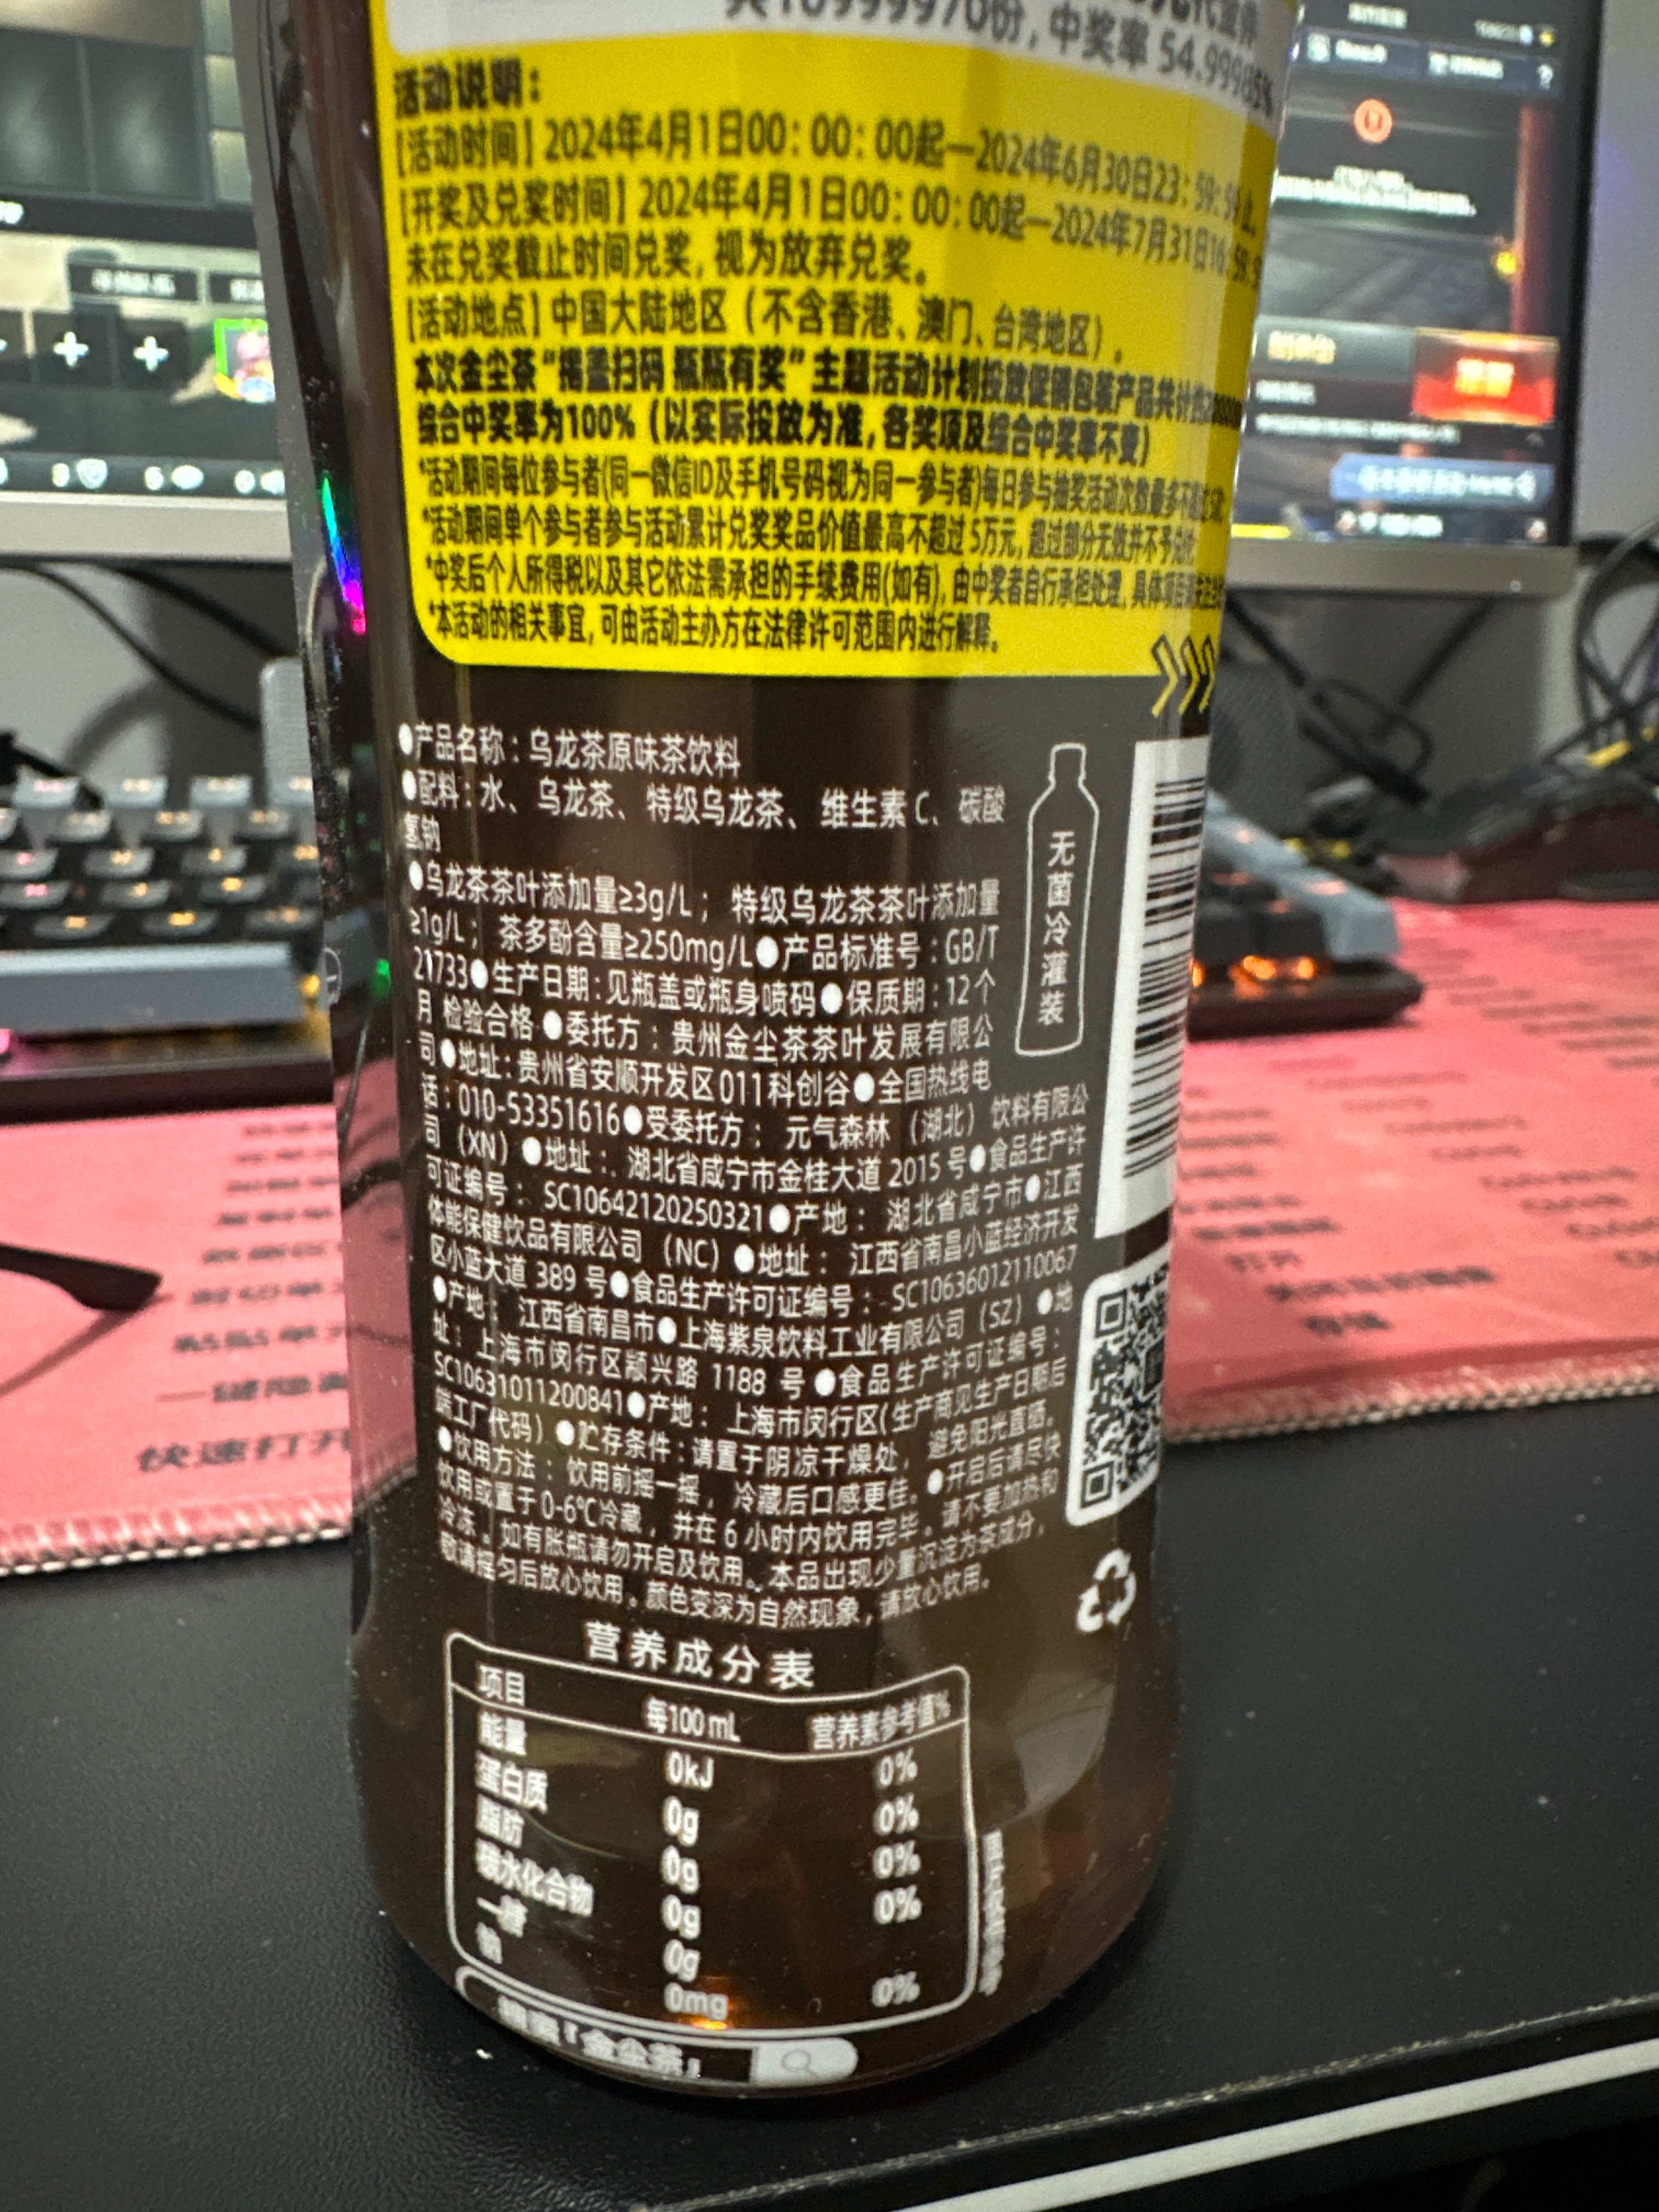 共10999970份，中奖率 54.99985%
活动说明：
【活动时间】2024年4月1日00：00：00起—2024年6月30日23：59：59止。
【开奖及兑奖时间】2024年4月1日00：00：00起—2024年7月31日16：59：5
未在兑奖截止时间兑奖，视为放弃兑奖。
【活动地点】中国大陆地区（不含香港、澳门、台湾地区）。
本次金尘茶“揭盖扫码 瓶瓶有奖”主题活动计划投放促销包装产品共计
综合中奖率为100%（以实际投放为准，各奖项及综合中奖率不变）
*活动期间每位参与者(同一微信ID及手机号码视为同一参与者)每日参与抽奖活动次数最多不超过
*活动期间单个参与者参与活动累计兑奖奖品价值最高不超过 5万元，超过部分无效并不予兑付
*中奖后个人所得税以及其它依法需承担的手续费用(如有)，由中奖者自行承担处理，具体项目
*本活动的相关事宜，可由活动主办方在法律许可范围内进行解释。
●产品名称：乌龙茶原味茶饮料
●配料：水、乌龙茶、特级乌龙茶、维生素 C、碳酸
氢钠
●乌龙茶茶叶添加量≥3g/L；特级乌龙茶茶叶添加量
≥1g/L；茶多酚含量≥250mg/L●产品标准号：GB/T
21733●生产日期：见瓶盖或瓶身喷码●保质期：12个
月 检验合格●委托方：贵州金尘茶茶叶发展有限公
司●地址：贵州省安顺开发区011科创谷●全国热线电
话：010-53351616●受委托方：元气森林（湖北）饮料有限公
司（XN）●地址：湖北省咸宁市金桂大道 2015 号●食品生产许
可证编号：SC10642120250321●产地：湖北省咸宁市●江西
体能保健饮品有限公司（NC）●地址：江西省南昌小蓝经济开发
区小蓝大道 389 号●食品生产许可证编号：SC10636012110067
●产地：江西省南昌市●上海紫泉饮料工业有限公司（SZ）●地
址：上海市闵行区颛兴路 1188 号●食品生产许可证编号：
SC10631011200841●产地：上海市闵行区(生产商见生产日期后
端工厂代码）●贮存条件：请置于阴凉干燥处，避免阳光直晒。
●饮用方法：饮用前摇一摇，冷藏后口感更佳。●开启后请尽快
饮用或置于 0-6℃冷藏，并在 6 小时内饮用完毕。请不要加热和
冷冻。如有胀瓶请勿开启及饮用。本品出现少量沉淀为茶成分，
敬请摇匀后放心饮用。颜色变深为自然现象，请放心饮用。
无菌冷灌装
营养成分表
项目 每100mL 营养素参考值%
能量 0kJ 0%
蛋白质 0g 0%
脂肪 0g 0%
碳水化合物 0g 0%
—糖 0g
钠 0mg 0%
搜索「金尘茶」
快速打开